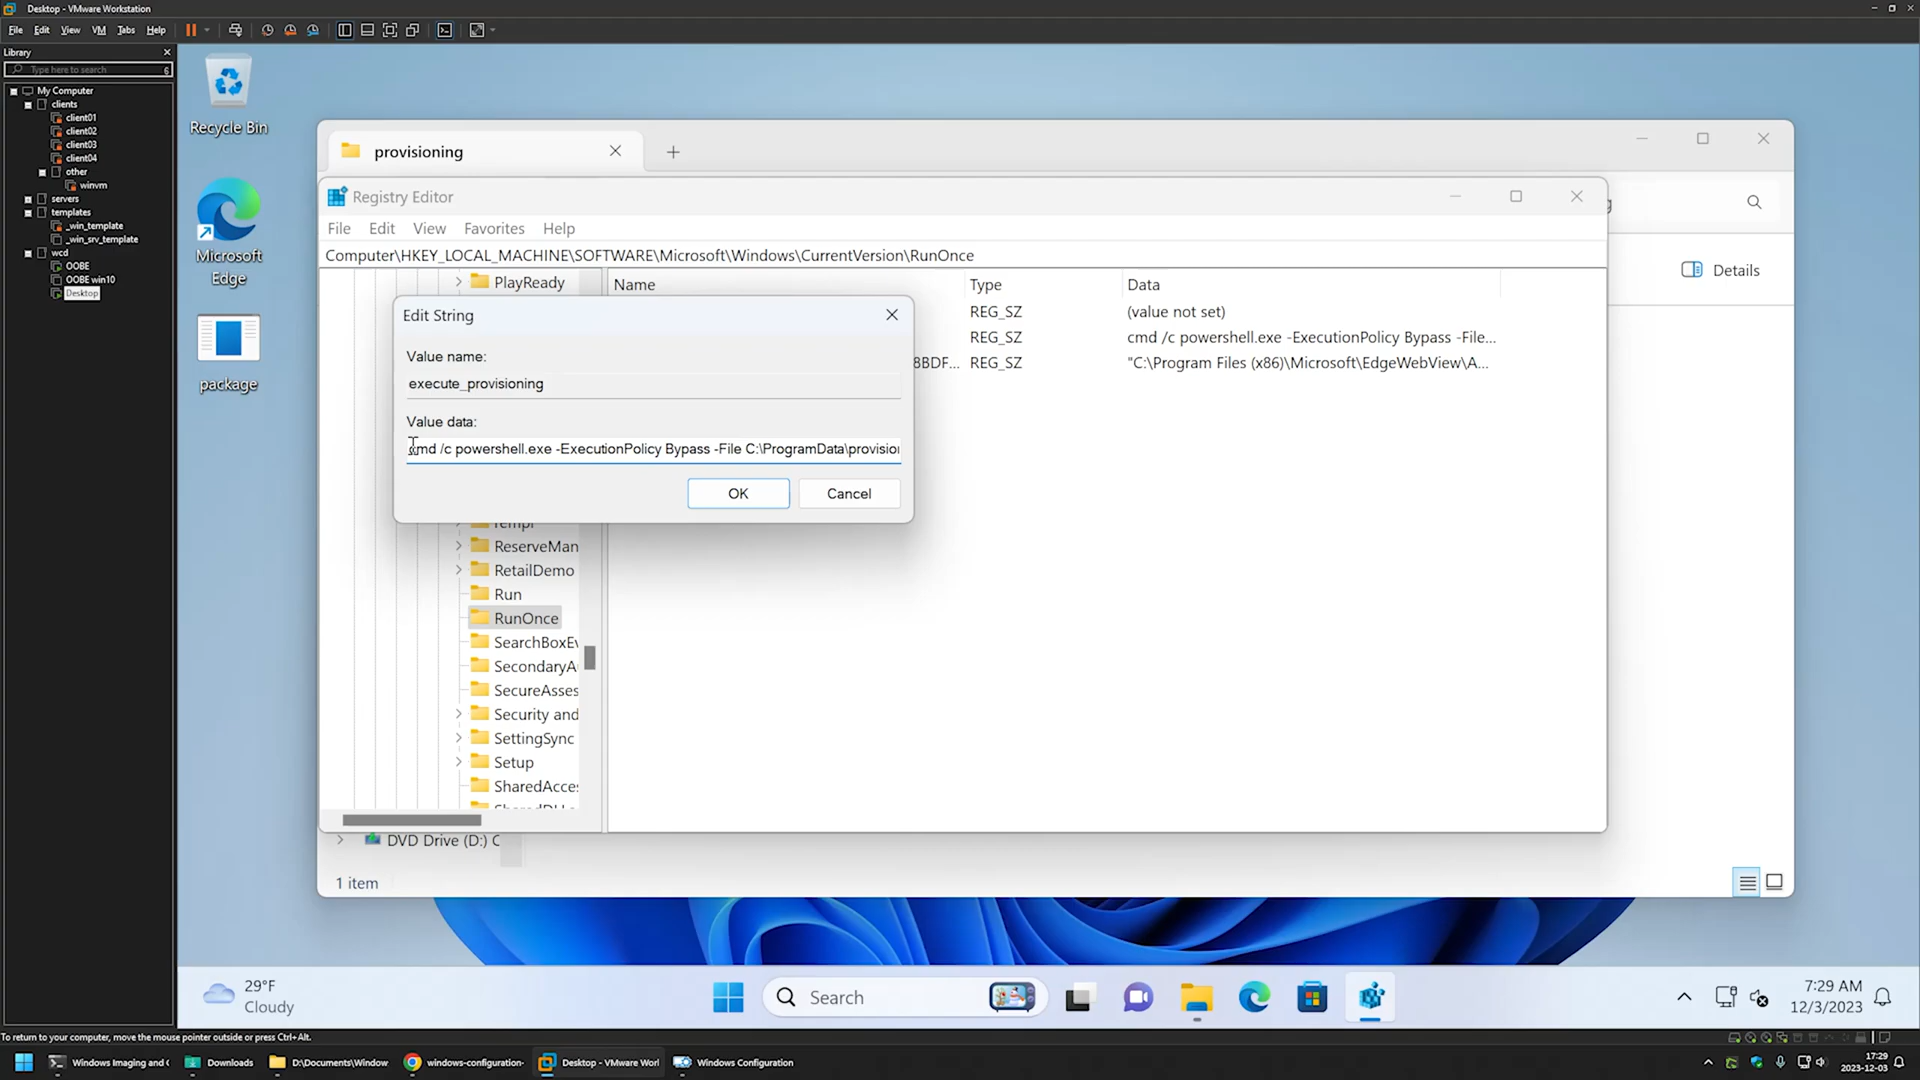 Desktop - VMware Workstation
File Edit View VM Tabs Help
Library
Type here to search
6
My Computer
clients
client01
client02
client03
client04
other
winvm
servers
templates
_win_template
_win_srv_template
wcd
OOBE
OOBE win10
Desktop
Recycle Bin
Microsoft
Edge
package
provisioning
Details
Registry Editor
File Edit View Favorites Help
Computer\HKEY_LOCAL_MACHINE\SOFTWARE\Microsoft\Windows\CurrentVersion\RunOnce
PlayReady
Name Type Data
REG_SZ (value not set)
REG_SZ cmd /c powershell.exe -ExecutionPolicy Bypass -File...
8BDF... REG_SZ "C:\Program Files (x86)\Microsoft\EdgeWebView\A...
Edit String
Value name:
execute_provisioning
Value data:
cmd /c powershell.exe -ExecutionPolicy Bypass -File C:\ProgramData\provision
OK Cancel
ReserveMan
RetailDemo
Run
RunOnce
SearchBoxEv
SecondaryA
SecureAsses
Security and
SettingSync
Setup
SharedAcces
DVD Drive (D:) C
1 item
29°F
Cloudy
Search
7:29 AM
12/3/2023
To return to your computer, move the mouse pointer outside or press Ctrl+Alt.
Windows Imaging and C Downloads D:\Documents\Window windows-configuration- Desktop - VMware Worl Windows Configuration
17:29
2023-12-03